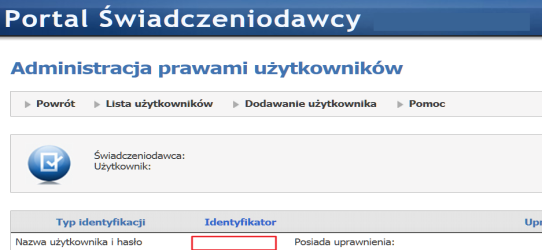 Portal Świadczeniodawcy
Administracja prawami użytkowników
Powrót Lista użytkowników Dodawanie użytkownika Pomoc
Świadczeniodawca:
Użytkownik:
Typ identyfikacji Identyfikator Upr
Nazwa użytkownika i hasło Posiada uprawnienia: